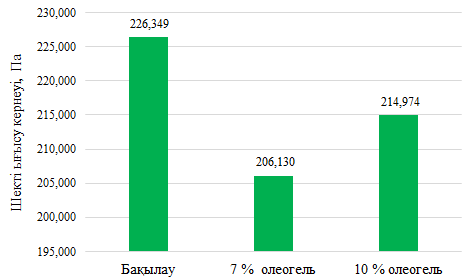 Шекті ығысу кернеуі, Па
230,000
225,000
220,000
215,000
210,000
205,000
200,000
195,000
226,349
206,130
214,974
Бақылау
7 % олеогель
10 % олеогель